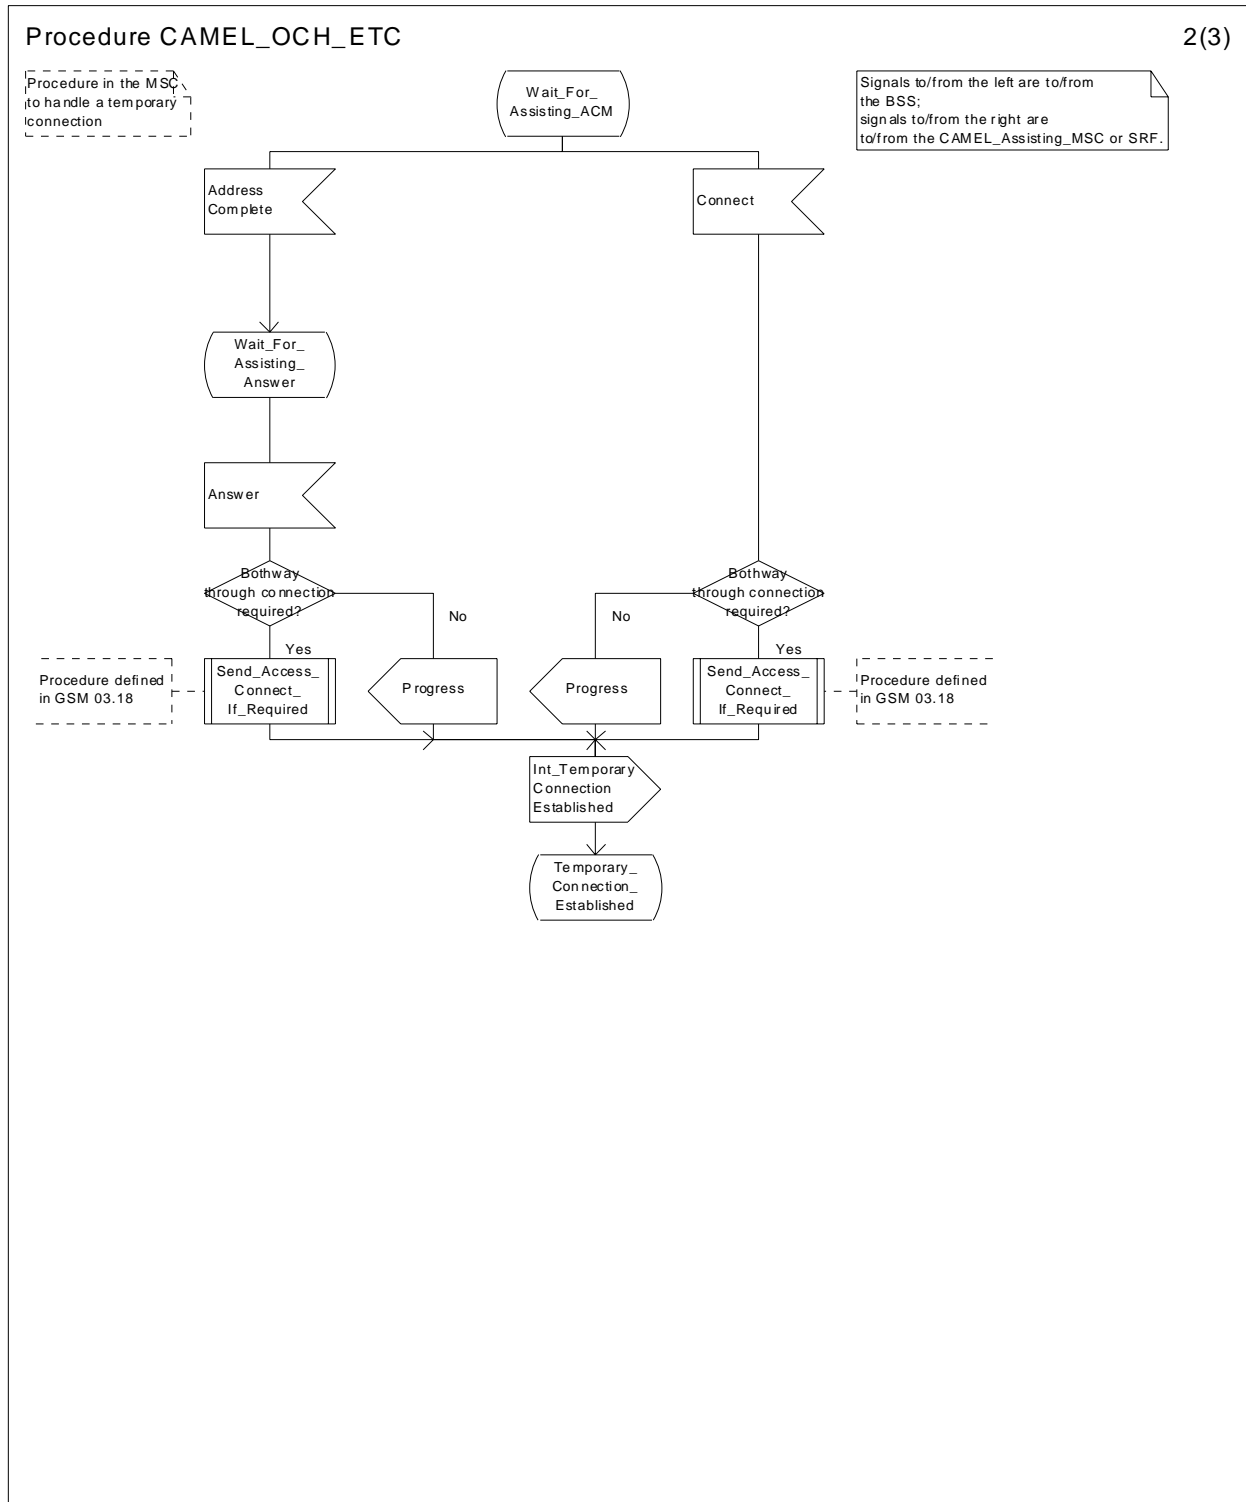 Procedure CAMEL_OCH_ETC
2(3)
Procedure in the MSC
to handle a temporary
connection
Wait_For_
Assisting_ACM
Signals to/from the left are to/from
the BSS;
signals to/from the right are
to/from the CAMEL_Assisting_MSC or SRF.
Address
Complete
Connect
Wait_For_
Assisting_
Answer
Answer
Bothway
through connection
required?
No
Yes
Bothway
through connection
required?
No
Yes
Procedure defined
in GSM 03.18
Send_Access_
Connect_
If_Required
Progress
Progress
Send_Access_
Connect_
If_Required
Procedure defined
in GSM 03.18
Int_Temporary
Connection
Established
Temporary_
Connection_
Established